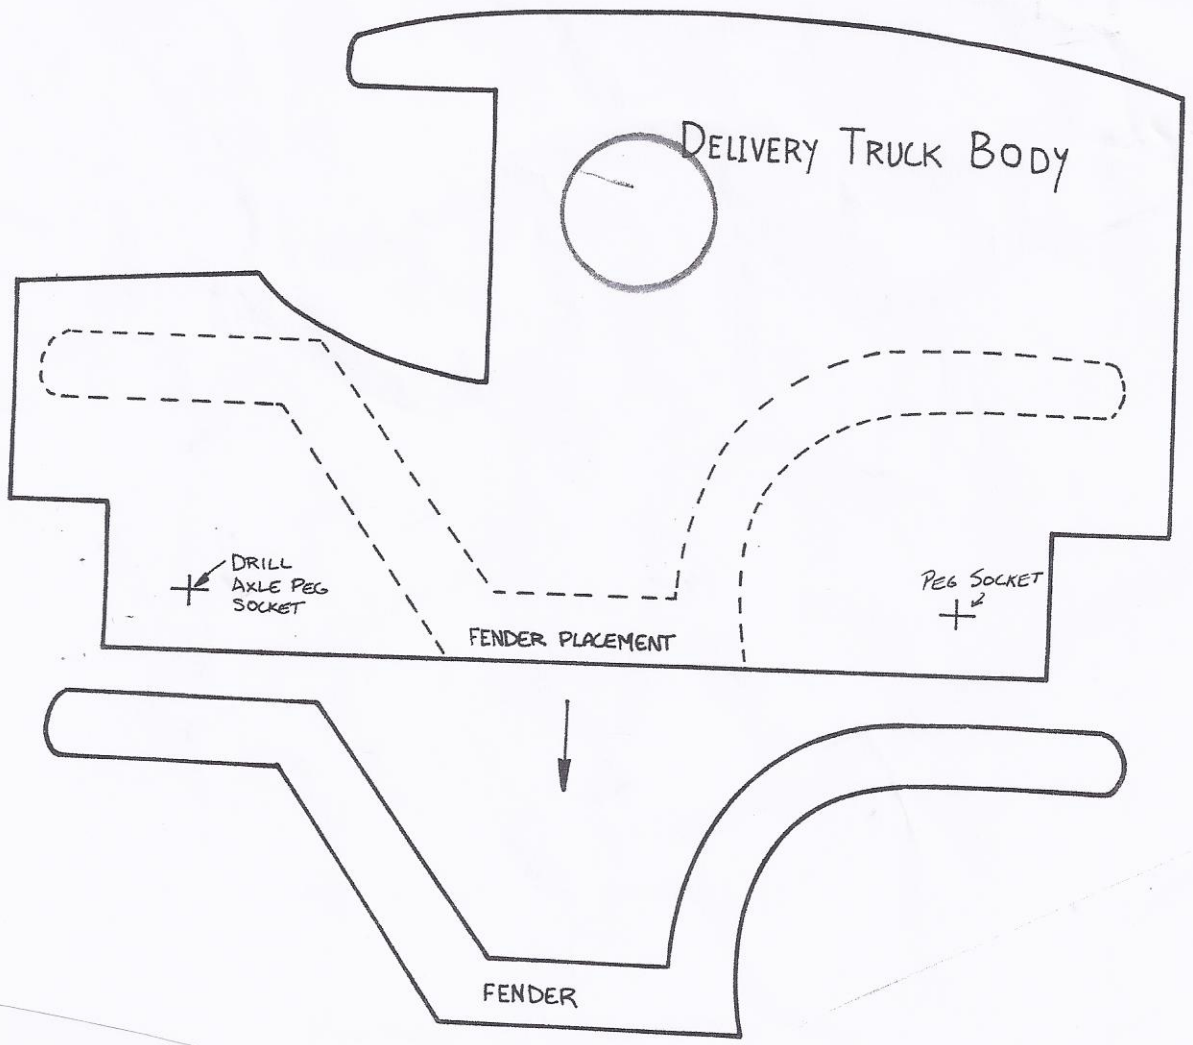 DELIVERY TRUCK BODY
DRILL
AXLE PEG
SOCKET
PEG SOCKET
FENDER PLACEMENT
FENDER